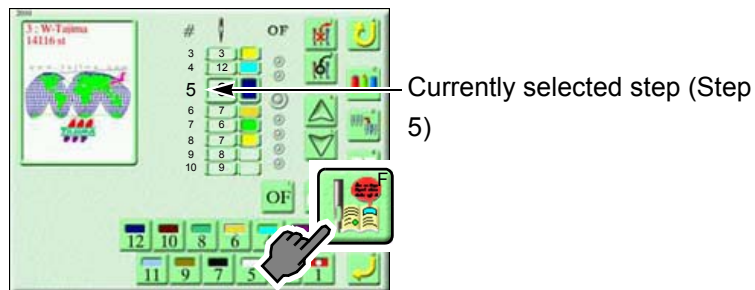 3 : W-Tajima
14116 st
# OF
3 3
4 12
5
6 7
7 6
8 7
9 8
10 9
TAJIMA
OF
F
12 10 8 6
11 9 7 5 1
Currently selected step (Step
5)